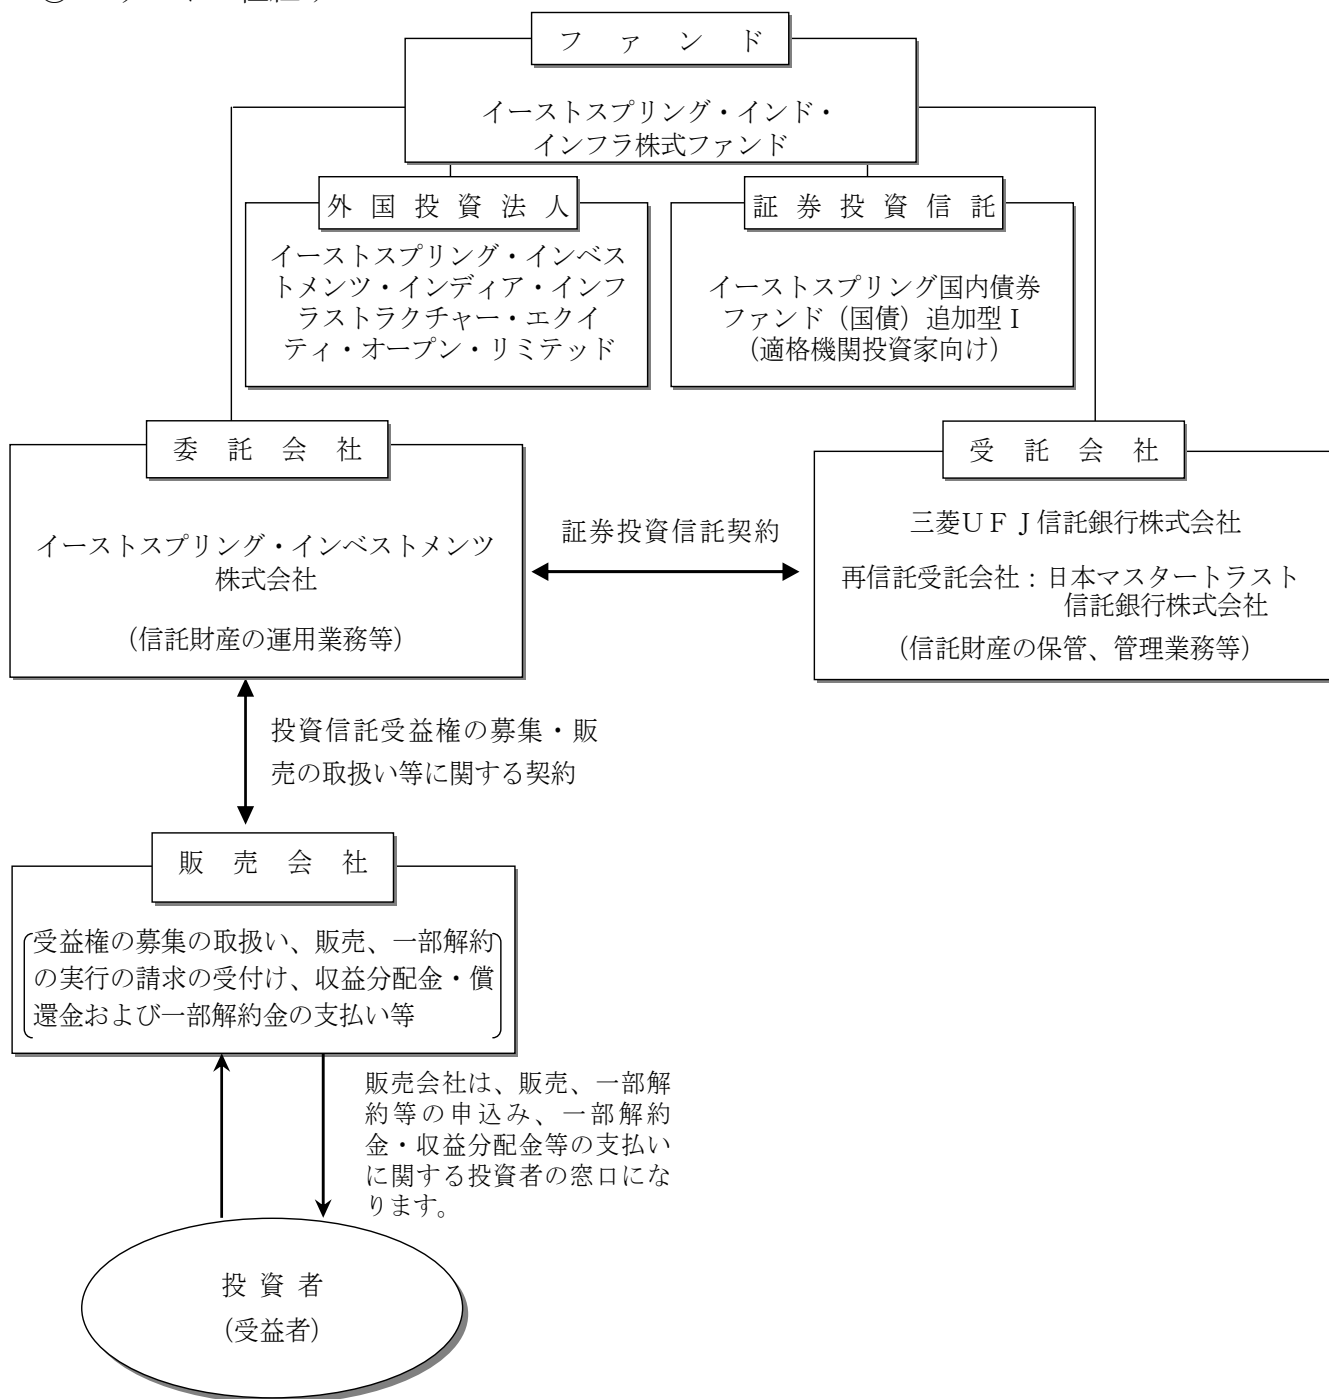 ファンド
イーストスプリング・インド・
インフラ株式ファンド
外国投資法人
イーストスプリング・インベス
トメンツ・インディア・インフ
ラストラクチャー・エクイ
ティ・オープン・リミテッド
証券投資信託
イーストスプリング国内債券
ファンド（国債）追加型Ⅰ
（適格機関投資家向け）
委託会社
イーストスプリング・インベストメンツ
株式会社
（信託財産の運用業務等）
証券投資信託契約
受託会社
三菱ＵＦＪ信託銀行株式会社
再信託受託会社：日本マスタートラスト
信託銀行株式会社
（信託財産の保管、管理業務等）
投資信託受益権の募集・販
売の取扱い等に関する契約
販売会社
受益権の募集の取扱い、販売、一部解約
の実行の請求の受付け、収益分配金・償
還金および一部解約金の支払い等
販売会社は、販売、一部解
約等の申込み、一部解約
金・収益分配金等の支払い
に関する投資者の窓口にな
ります。
投資者
（受益者）